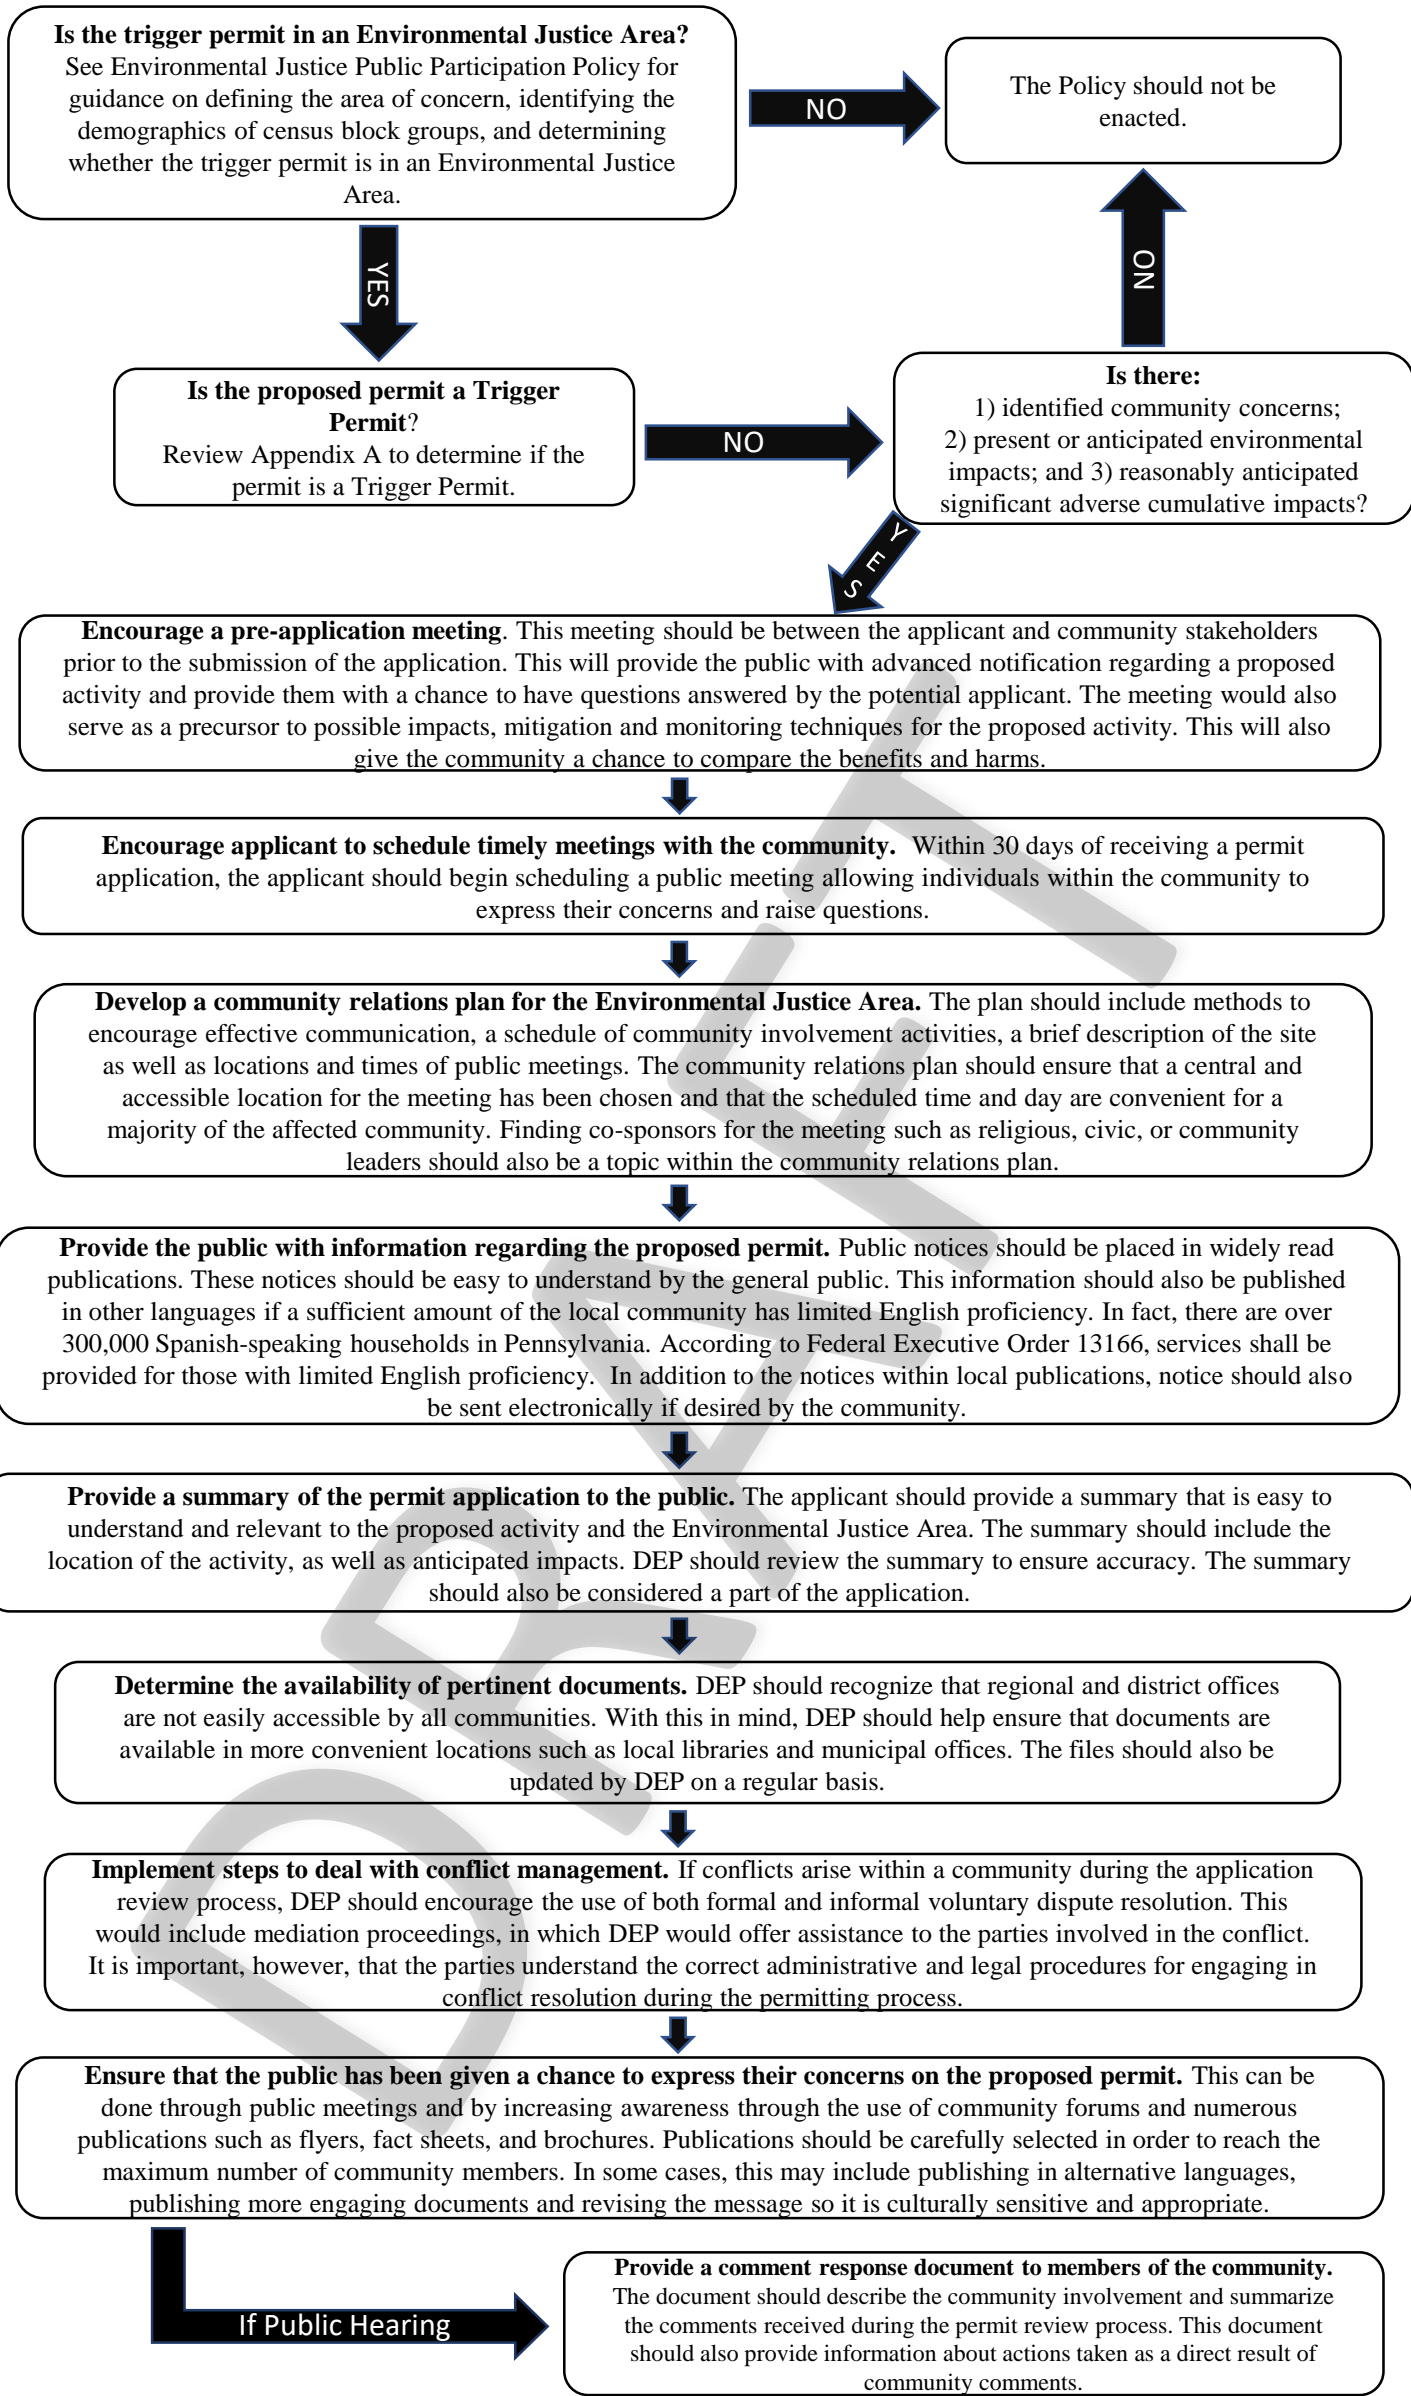 Is the trigger permit in an Environmental Justice Area?
See Environmental Justice Public Participation Policy for
guidance on defining the area of concern, identifying the
demographics of census block groups, and determining
whether the trigger permit is in an Environmental Justice
Area.
NO
The Policy should not be
enacted.
YES
NO
Is the proposed permit a Trigger
Permit?
Review Appendix A to determine if the
permit is a Trigger Permit.
NO
Is there:
1) identified community concerns;
2) present or anticipated environmental
impacts; and 3) reasonably anticipated
significant adverse cumulative impacts?
YES
Encourage a pre-application meeting. This meeting should be between the applicant and community stakeholders
prior to the submission of the application. This will provide the public with advanced notification regarding a proposed
activity and provide them with a chance to have questions answered by the potential applicant. The meeting would also
serve as a precursor to possible impacts, mitigation and monitoring techniques for the proposed activity. This will also
give the community a chance to compare the benefits and harms.
Encourage applicant to schedule timely meetings with the community.  Within 30 days of receiving a permit
application, the applicant should begin scheduling a public meeting allowing individuals within the community to
express their concerns and raise questions.
Develop a community relations plan for the Environmental Justice Area. The plan should include methods to
encourage effective communication, a schedule of community involvement activities, a brief description of the site
as well as locations and times of public meetings. The community relations plan should ensure that a central and
accessible location for the meeting has been chosen and that the scheduled time and day are convenient for a
majority of the affected community. Finding co-sponsors for the meeting such as religious, civic, or community
leaders should also be a topic within the community relations plan.
Provide the public with information regarding the proposed permit. Public notices should be placed in widely read
publications. These notices should be easy to understand by the general public. This information should also be published
in other languages if a sufficient amount of the local community has limited English proficiency. In fact, there are over
300,000 Spanish-speaking households in Pennsylvania. According to Federal Executive Order 13166, services shall be
provided for those with limited English proficiency.  In addition to the notices within local publications, notice should also
be sent electronically if desired by the community.
Provide a summary of the permit application to the public. The applicant should provide a summary that is easy to
understand and relevant to the proposed activity and the Environmental Justice Area. The summary should include the
location of the activity, as well as anticipated impacts. DEP should review the summary to ensure accuracy. The summary
should also be considered a part of the application.
Determine the availability of pertinent documents. DEP should recognize that regional and district offices
are not easily accessible by all communities. With this in mind, DEP should help ensure that documents are
available in more convenient locations such as local libraries and municipal offices. The files should also be
updated by DEP on a regular basis.
Implement steps to deal with conflict management. If conflicts arise within a community during the application
review process, DEP should encourage the use of both formal and informal voluntary dispute resolution. This
would include mediation proceedings, in which DEP would offer assistance to the parties involved in the conflict.
It is important, however, that the parties understand the correct administrative and legal procedures for engaging in
conflict resolution during the permitting process.
Ensure that the public has been given a chance to express their concerns on the proposed permit. This can be
done through public meetings and by increasing awareness through the use of community forums and numerous
publications such as flyers, fact sheets, and brochures. Publications should be carefully selected in order to reach the
maximum number of community members. In some cases, this may include publishing in alternative languages,
publishing more engaging documents and revising the message so it is culturally sensitive and appropriate.
If Public Hearing
Provide a comment response document to members of the community.
The document should describe the community involvement and summarize
the comments received during the permit review process. This document
should also provide information about actions taken as a direct result of
community comments.
DRAFT